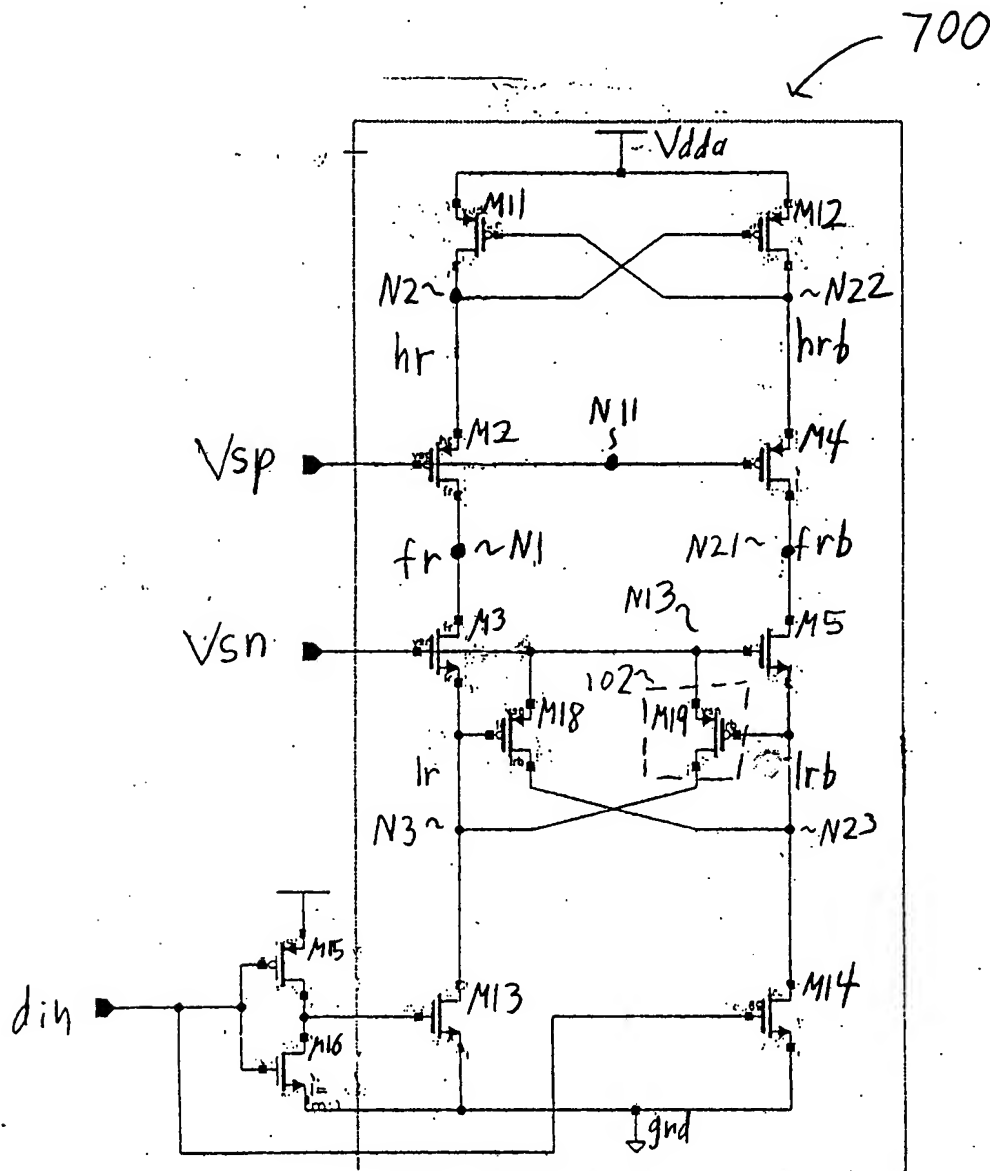 700
Vdda
M11
M12
N2~
~N22
hr
hrb
N11
M2
M4
Vsp
fr
~N1
N21~
frb
N13
M3
M5
Vsn
102~
M18
M19
lr
lrb
N3~
~N23
M15
din
M13
M14
M16
gnd